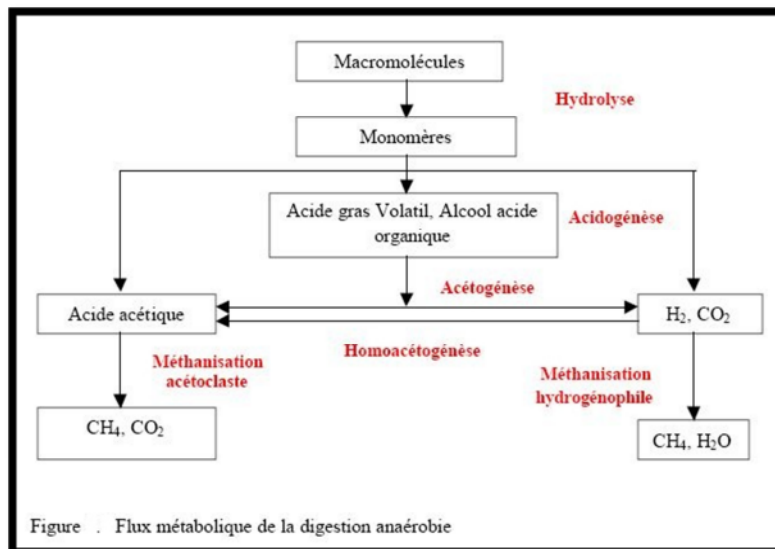 Macromolécules
Hydrolyse
Monomères
Acide gras Volatil, Alcool acide
organique
Acidogénèse
Acétogénèse
Acide acétique
H₂, CO₂
Homoacétogénèse
Méthanisation
acétoclaste
Méthanisation
hydrogénophile
CH₄, CO₂
CH₄, H₂O
Figure . Flux métabolique de la digestion anaérobie